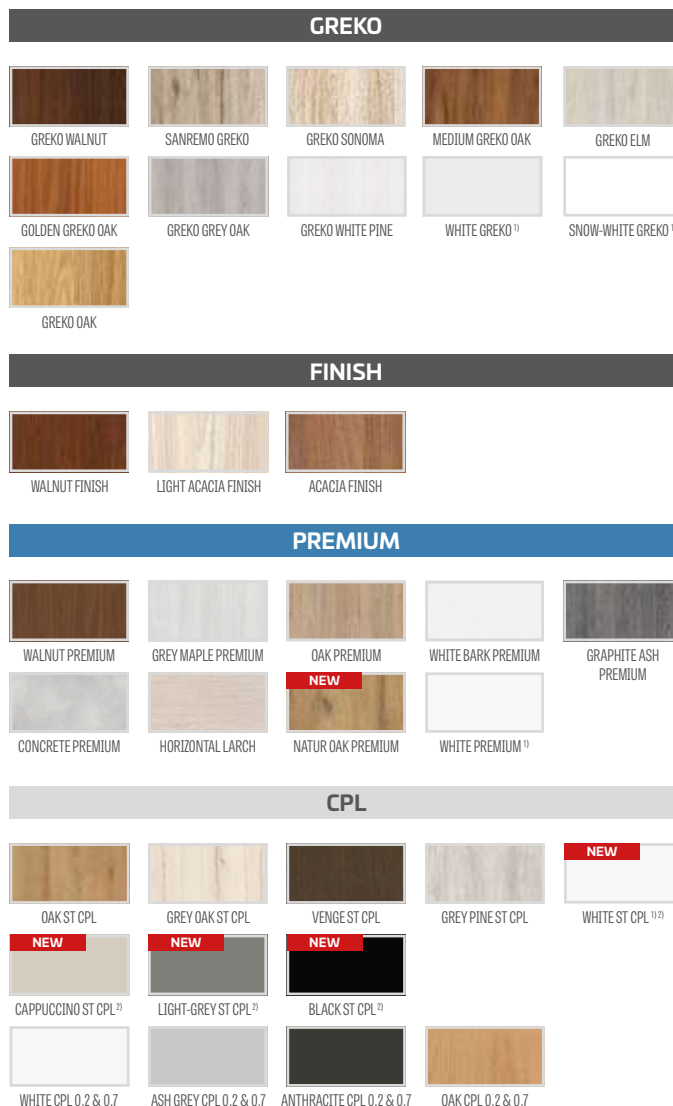 GREKO
GREKO WALNUT
SANREMO GREKO
GREKO SONOMA
MEDIUM GREKO OAK
GREKO ELM
GOLDEN GREKO OAK
GREKO GREY OAK
GREKO WHITE PINE
WHITE GREKO 1)
SNOW-WHITE GREKO 1)
GREKO OAK
FINISH
WALNUT FINISH
LIGHT ACACIA FINISH
ACACIA FINISH
PREMIUM
WALNUT PREMIUM
GREY MAPLE PREMIUM
OAK PREMIUM
WHITE BARK PREMIUM
GRAPHITE ASH
PREMIUM
CONCRETE PREMIUM
HORIZONTAL LARCH
NEW
NATUR OAK PREMIUM
WHITE PREMIUM 1)
CPL
OAK ST CPL
GREY OAK ST CPL
VENGE ST CPL
GREY PINE ST CPL
NEW
WHITE ST CPL 1) 2)
NEW
CAPPUCCINO ST CPL 2)
NEW
LIGHT-GREY ST CPL 2)
NEW
BLACK ST CPL 2)
WHITE CPL 0.2 & 0.7
ASH GREY CPL 0.2 & 0.7
ANTHRACITE CPL 0.2 & 0.7
OAK CPL 0.2 & 0.7